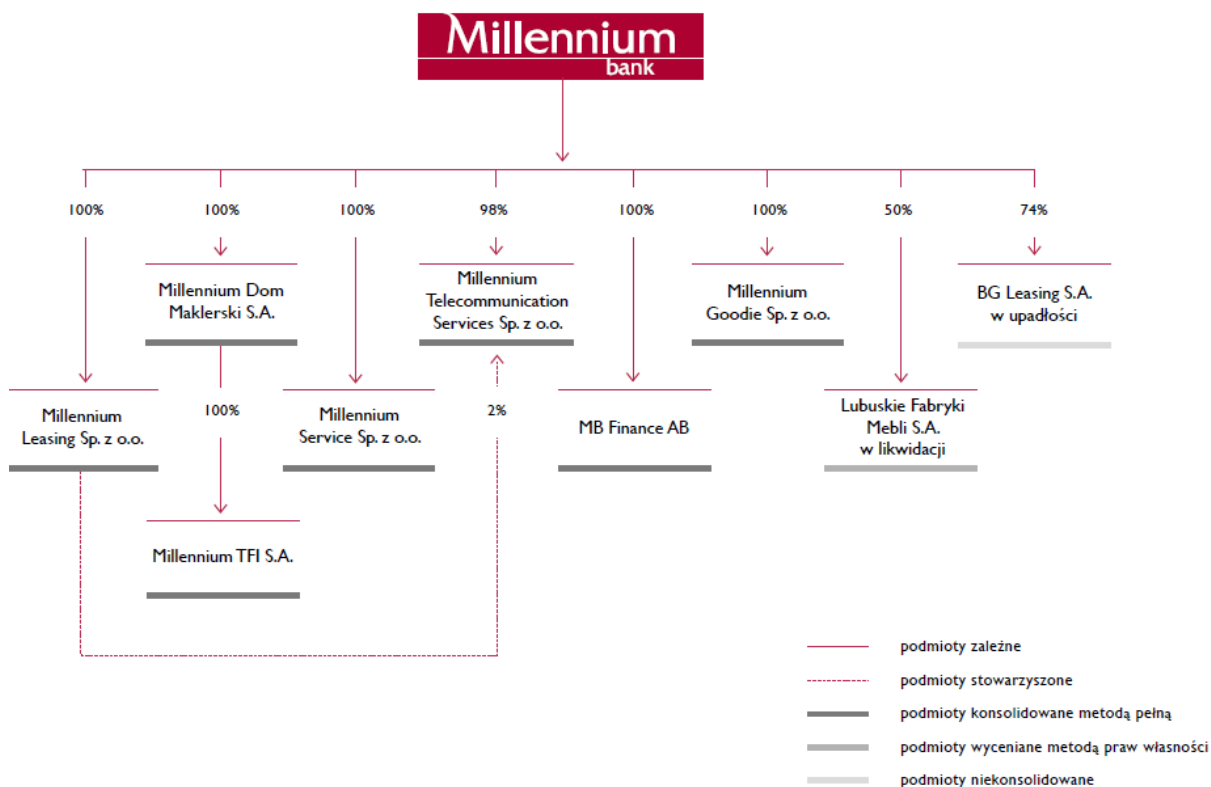 Millennium
bank
100%
100%
100%
98%
100%
100%
50%
74%
Millennium Dom
Maklerski S.A.
Millennium
Telecommunication
Services Sp. z o.o.
Millennium
Goodie Sp. z o.o.
BG Leasing S.A.
w upadłości
Millennium
Leasing Sp. z o.o.
100%
Millennium
Service Sp. z o.o.
2%
MB Finance AB
Lubuskie Fabryki
Mebli S.A.
w likwidacji
Millennium TFI S.A.
podmioty zależne
podmioty stowarzyszone
podmioty konsolidowane metodą pełną
podmioty wyceniane metodą praw własności
podmioty niekonsolidowane